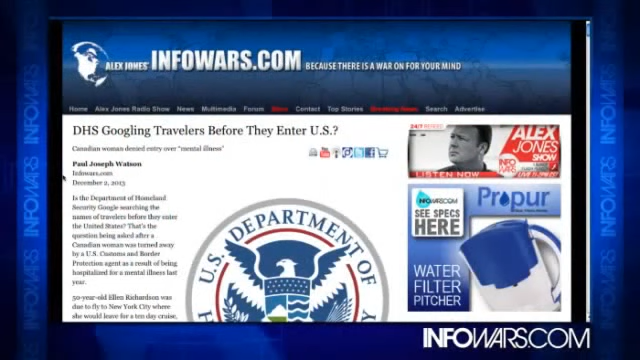 ALEX JONES' INFOWARS.COM BECAUSE THERE IS A WAR ON FOR YOUR MIND
Home Alex Jones Radio Show News Multimedia Forum Contact Top Stories Breaking News Search Advertise
DHS Googling Travelers Before They Enter U.S.?
Canadian woman denied entry over “mental illness”
Paul Joseph Watson
Infowars.com
December 2, 2013
Is the Department of Homeland
Security Google searching the
names of travelers before they enter
the United States? That's the
question being asked after a
Canadian woman was turned away
by a U.S. Customs and Border
Protection agent as a result of being
hospitalized for a mental illness last
year.
50-year-old Ellen Richardson was
due to fly to New York City where
she would leave for a ten day cruise,
U.S. DEPARTMENT OF H
LISTEN NOW
ALEX
JONES
SHOW
INFOWARS.COM
SEE SPECS
HERE
Propur
WATER
FILTER
PITCHER
INFOWARS.COM
INFOWARS
INFOWARS